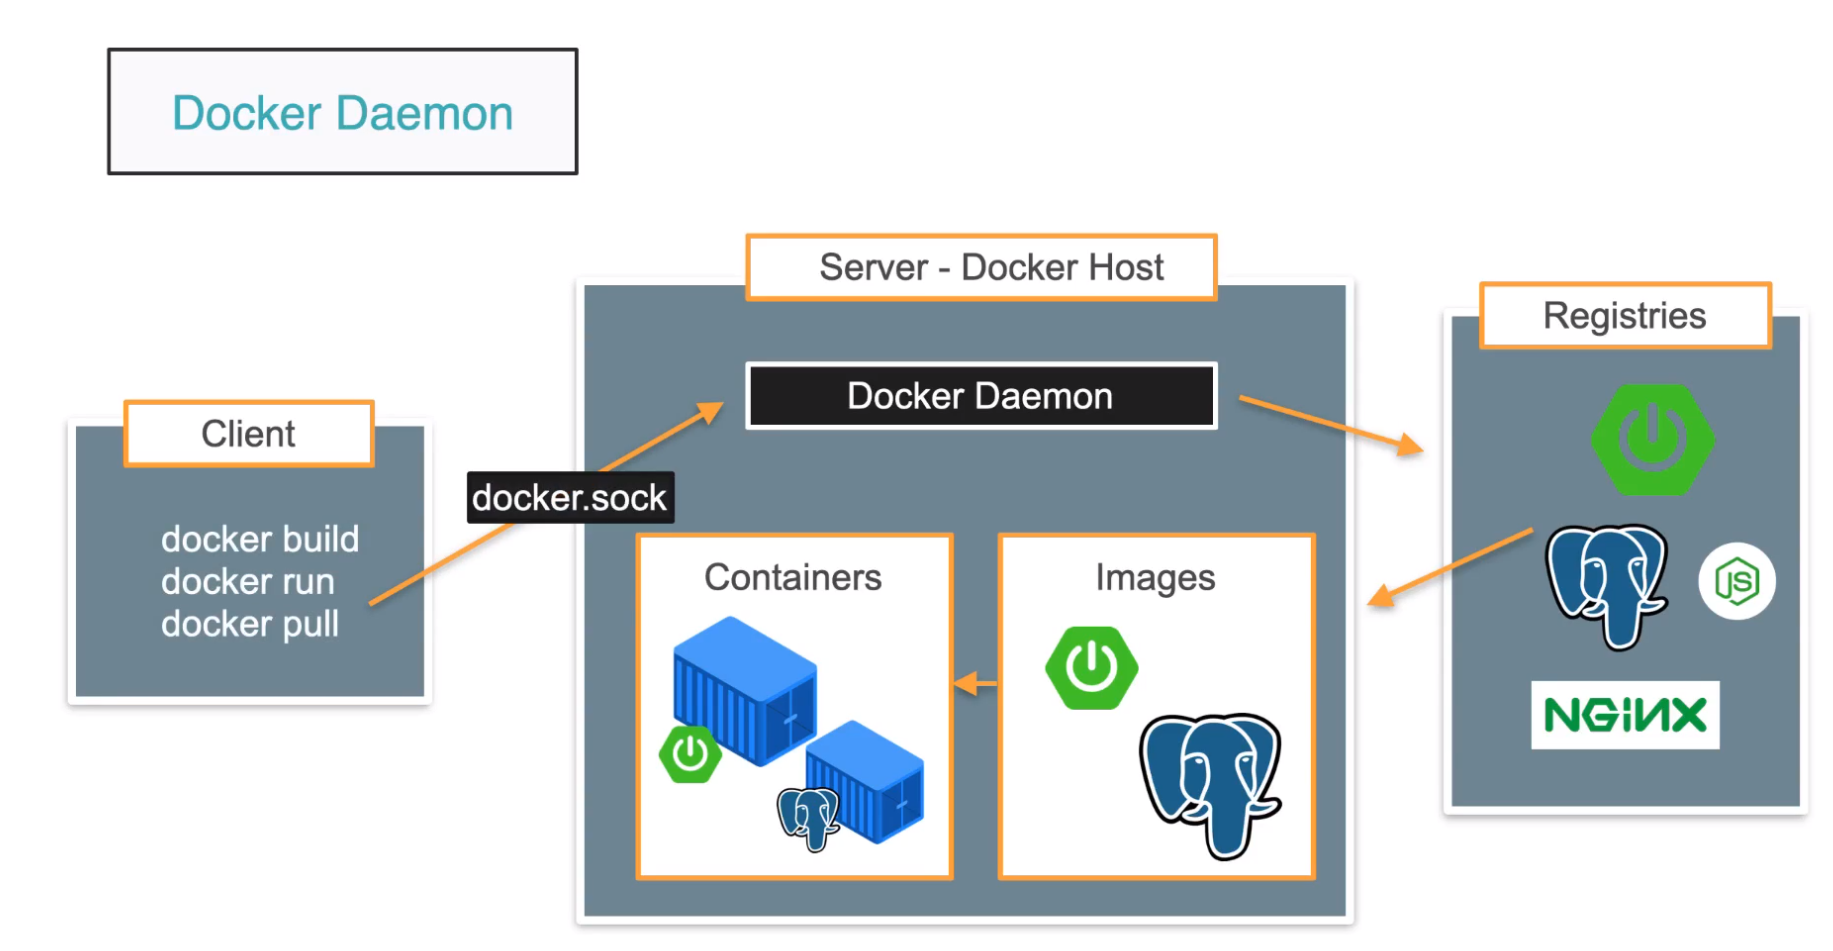 Docker Daemon
Server - Docker Host
Registries
Docker Daemon
Client
docker.sock
docker build
docker run
docker pull
Containers
Images
JS
NGINX